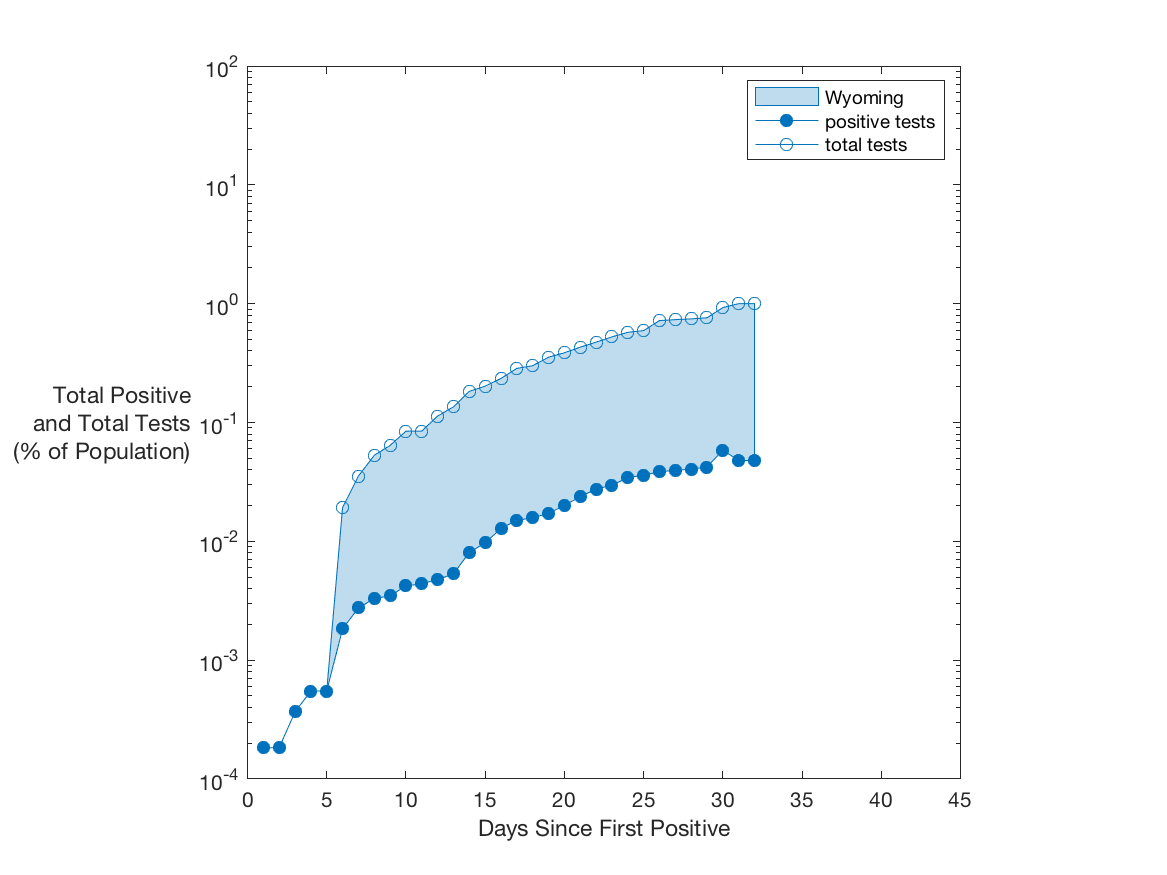 10^2
10^1
10^0
10^-1
10^-2
10^-3
10^-4
Total Positive
and Total Tests
(% of Population)
Wyoming
positive tests
total tests
0 5 10 15 20 25 30 35 40 45
Days Since First Positive